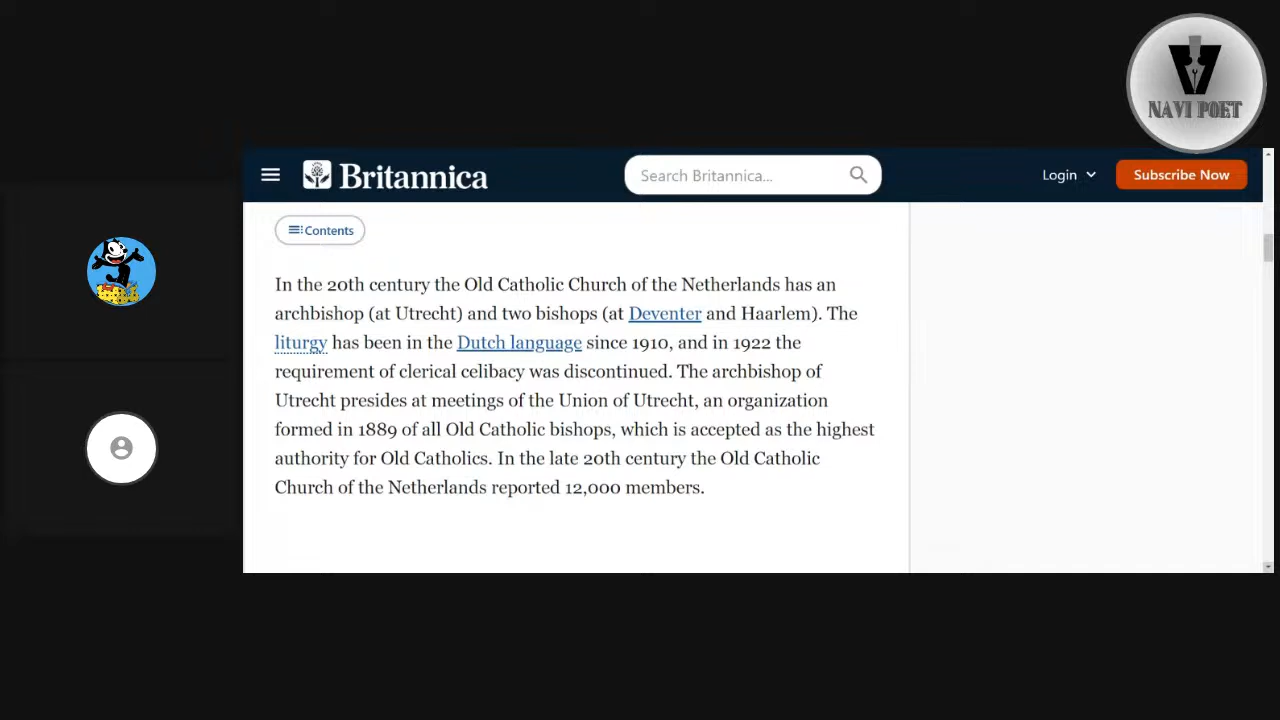 NAVI POET
Britannica
Search Britannica...
Login
Subscribe Now
Contents
In the 20th century the Old Catholic Church of the Netherlands has an
archbishop (at Utrecht) and two bishops (at Deventer and Haarlem). The
liturgy has been in the Dutch language since 1910, and in 1922 the
requirement of clerical celibacy was discontinued. The archbishop of
Utrecht presides at meetings of the Union of Utrecht, an organization
formed in 1889 of all Old Catholic bishops, which is accepted as the highest
authority for Old Catholics. In the late 20th century the Old Catholic
Church of the Netherlands reported 12,000 members.